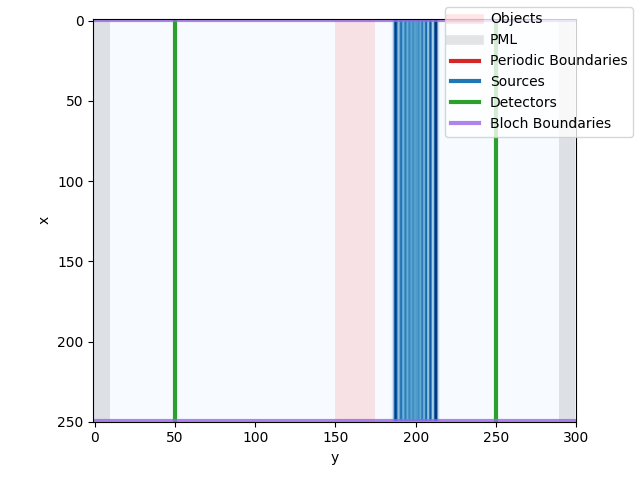 Objects
PML
Periodic Boundaries
Sources
Detectors
Bloch Boundaries
0
50
100
150
200
250
x
0 50 100 150 200 250 300
y